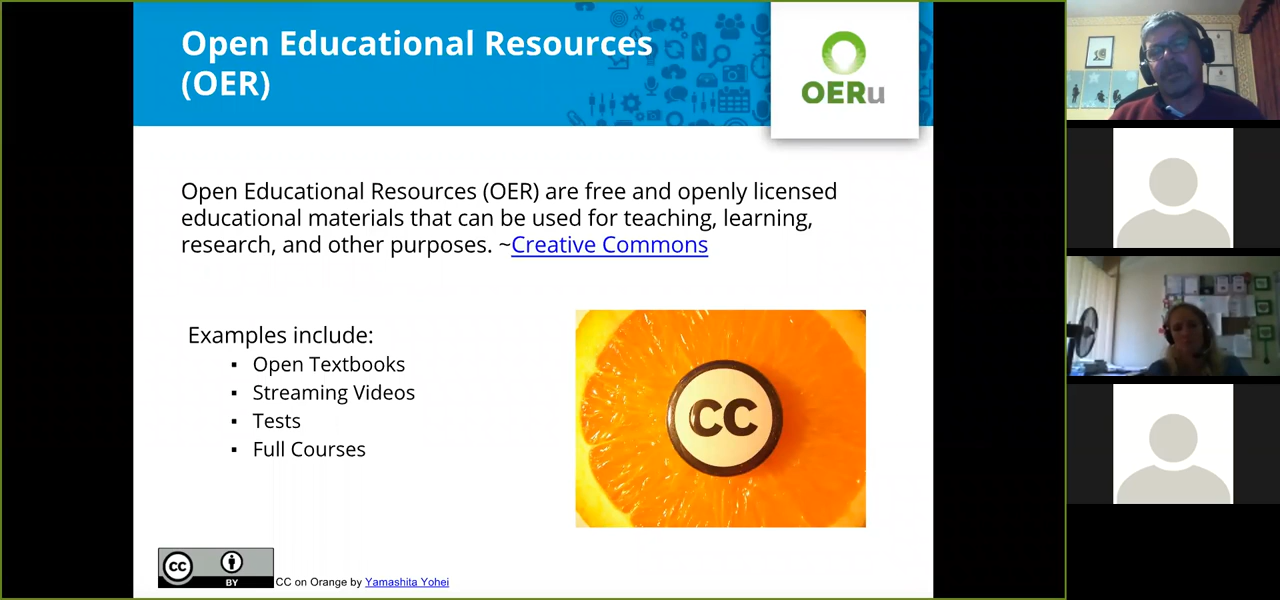 Open Educational Resources
(OER)
OERu
Open Educational Resources (OER) are free and openly licensed
educational materials that can be used for teaching, learning,
research, and other purposes. ~Creative Commons
Examples include:
▪ Open Textbooks
▪ Streaming Videos
▪ Tests
▪ Full Courses
CC
CC
BY
CC on Orange by Yamashita Yohei